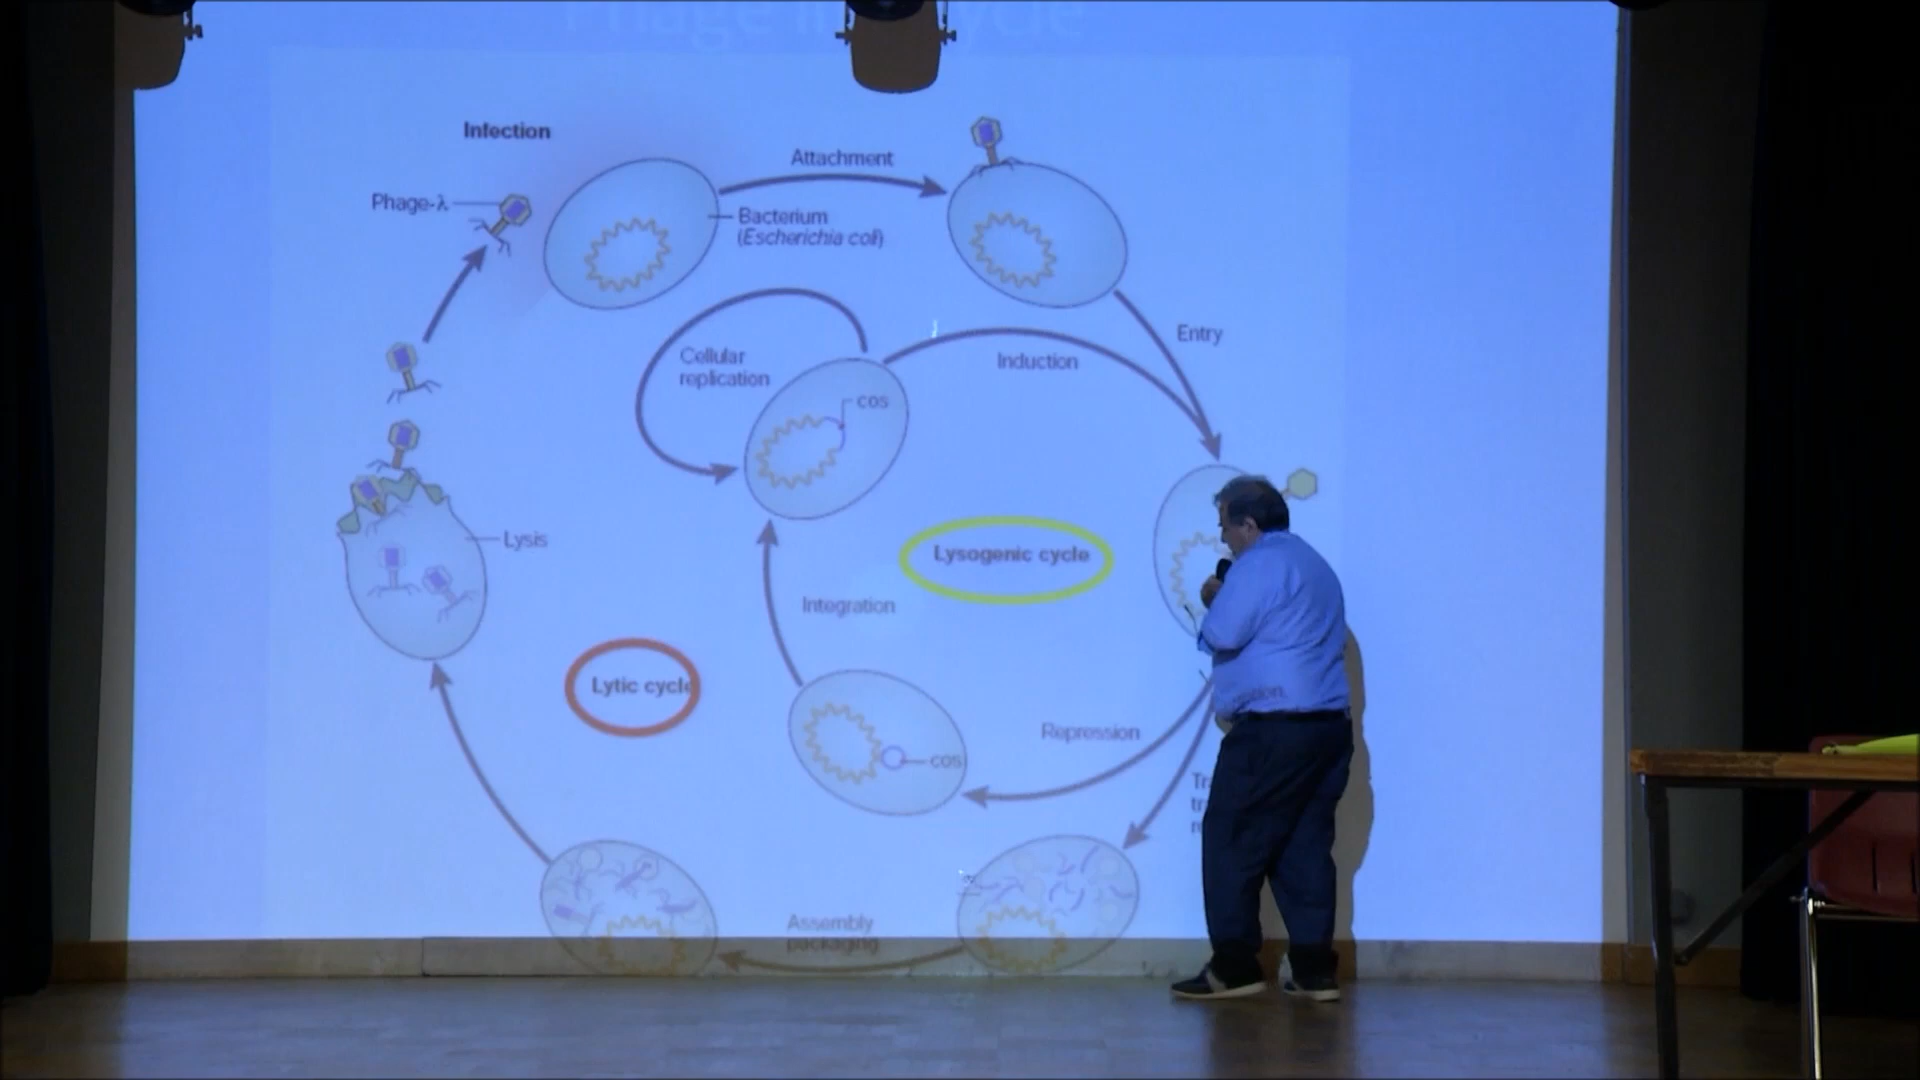 Phage
Infection
Attachment
Phage-λ
Bacterium
(Escherichia coli)
Entry
Cellular
replication
Induction
cos
Lysis
Lysogenic cycle
Integration
Lytic cycle
Repression
cos
Assembly
packaging